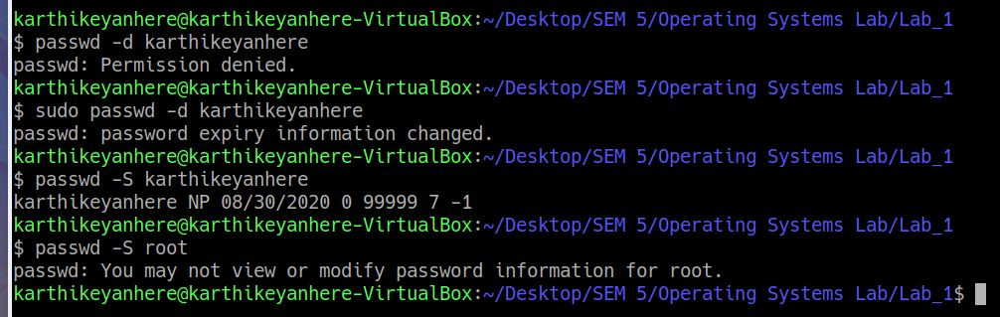 karthikeyanhere@karthikeyanhere-VirtualBox:~/Desktop/SEM 5/Operating Systems Lab/Lab_1
$ passwd -d karthikeyanhere
passwd: Permission denied.
karthikeyanhere@karthikeyanhere-VirtualBox:~/Desktop/SEM 5/Operating Systems Lab/Lab_1
$ sudo passwd -d karthikeyanhere
passwd: password expiry information changed.
karthikeyanhere@karthikeyanhere-VirtualBox:~/Desktop/SEM 5/Operating Systems Lab/Lab_1
$ passwd -S karthikeyanhere
karthikeyanhere NP 08/30/2020 0 99999 7 -1
karthikeyanhere@karthikeyanhere-VirtualBox:~/Desktop/SEM 5/Operating Systems Lab/Lab_1
$ passwd -S root
passwd: You may not view or modify password information for root.
karthikeyanhere@karthikeyanhere-VirtualBox:~/Desktop/SEM 5/Operating Systems Lab/Lab_1$